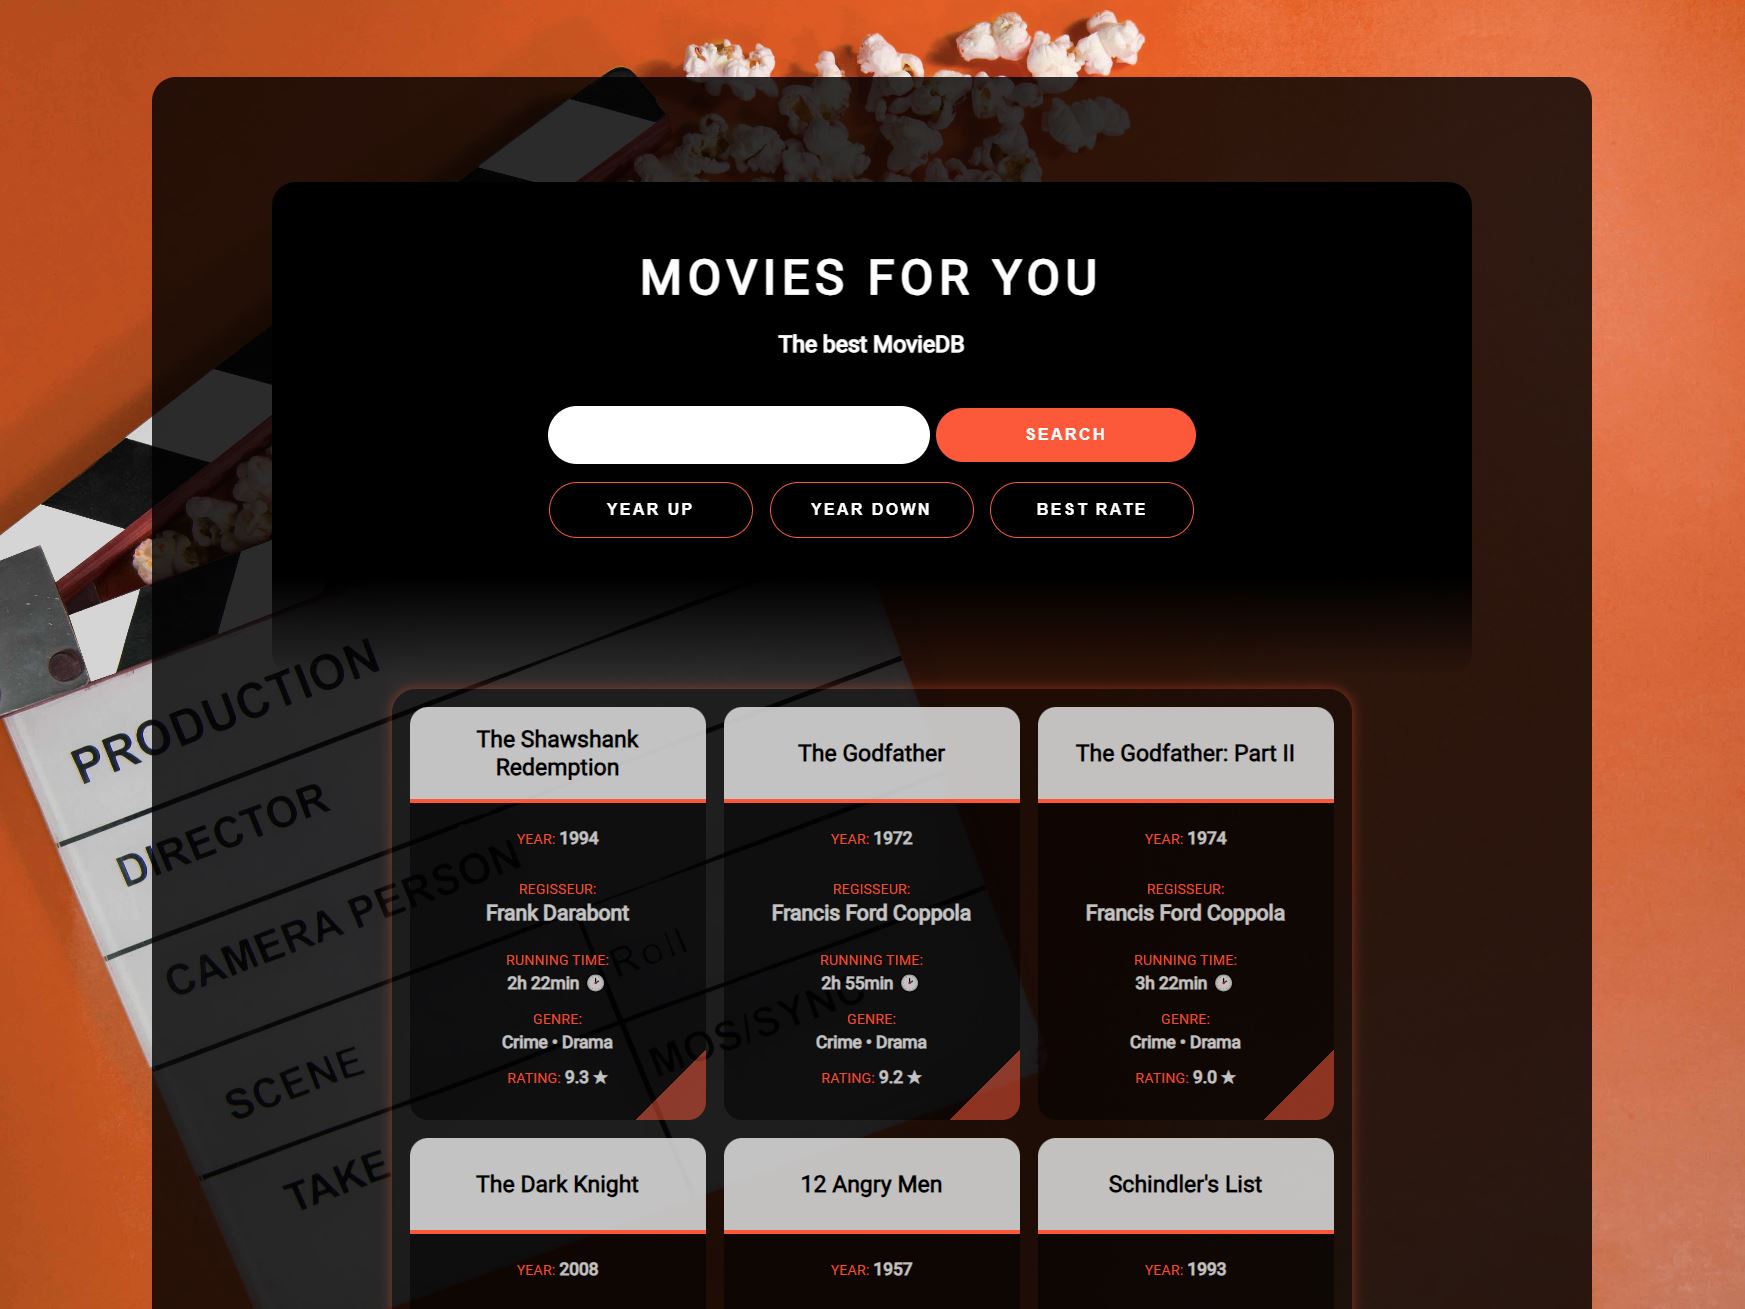 MOVIES FOR YOU
The best MovieDB
SEARCH
YEAR UP
YEAR DOWN
BEST RATE
PRODUCTION
DIRECTOR
CAMERA PERSON
Roll
SCENE
MOS/SYNC
TAKE
The Shawshank
Redemption
YEAR: 1994
REGISSEUR:
Frank Darabont
RUNNING TIME:
2h 22min 🕑
GENRE:
Crime • Drama
RATING: 9.3 ★
The Godfather
YEAR: 1972
REGISSEUR:
Francis Ford Coppola
RUNNING TIME:
2h 55min 🕑
GENRE:
Crime • Drama
RATING: 9.2 ★
The Godfather: Part II
YEAR: 1974
REGISSEUR:
Francis Ford Coppola
RUNNING TIME:
3h 22min 🕑
GENRE:
Crime • Drama
RATING: 9.0 ★
The Dark Knight
YEAR: 2008
12 Angry Men
YEAR: 1957
Schindler's List
YEAR: 1993